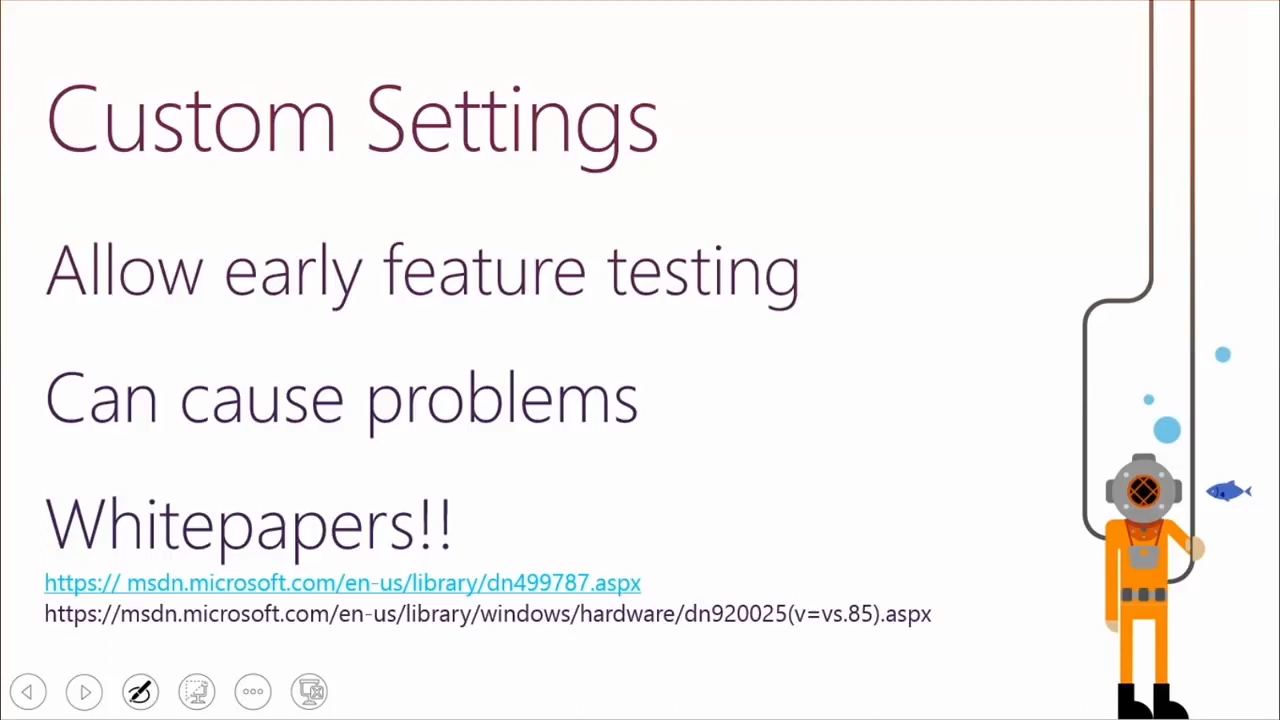 Custom Settings
Allow early feature testing
Can cause problems
Whitepapers!!
https:// msdn.microsoft.com/en-us/library/dn499787.aspx
https://msdn.microsoft.com/en-us/library/windows/hardware/dn920025(v=vs.85).aspx